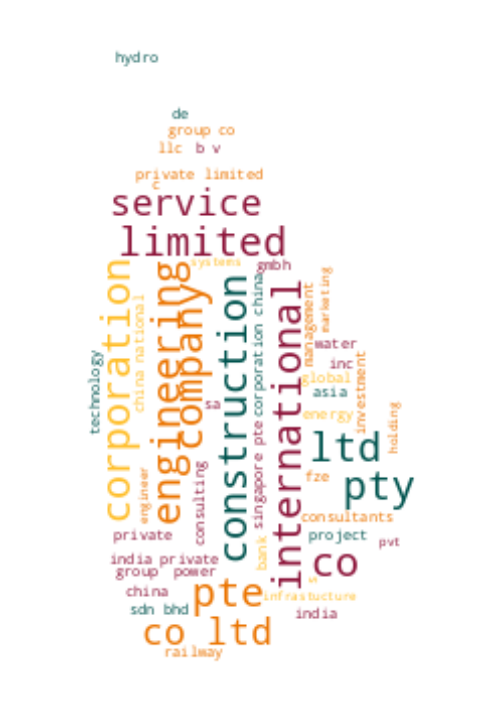 hydro
de
group co
llc
b v
private limited
c
service
limited
systems
gmbh
corporation
engineering
company
construction
international
china national
corporation china
management
marketing
technology
water
inc
global
asia
investment
energy
holding
sa
ltd
pty
singapore pte
consulting
engineer
fze
consultants
private
project
pvt
bank
india private
co
group
power
s
china
pte
infrastucture
sdn bhd
india
co ltd
railway